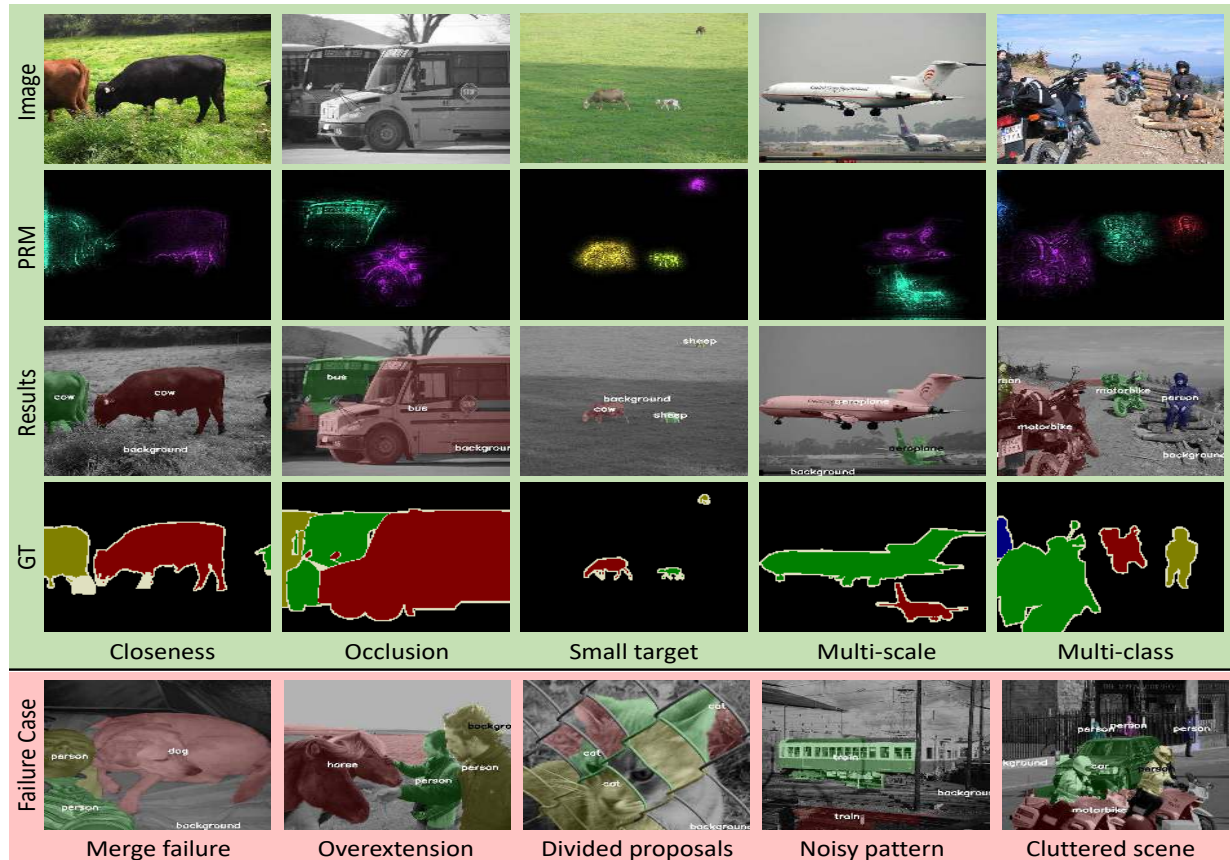 Image
PRM
Results
cow
cow
background
bus
bus
background
sheep
background
cow
sheep
aeroplane
aeroplane
background
motorbike
person
motorbike
background
GT
Closeness Occlusion Small target Multi-scale Multi-class
Failure Case
person
dog
person
background
horse
person
person
cat
cat
cat
train
train
person
person
car
person
motorbike
background
Merge failure Overextension Divided proposals Noisy pattern Cluttered scene